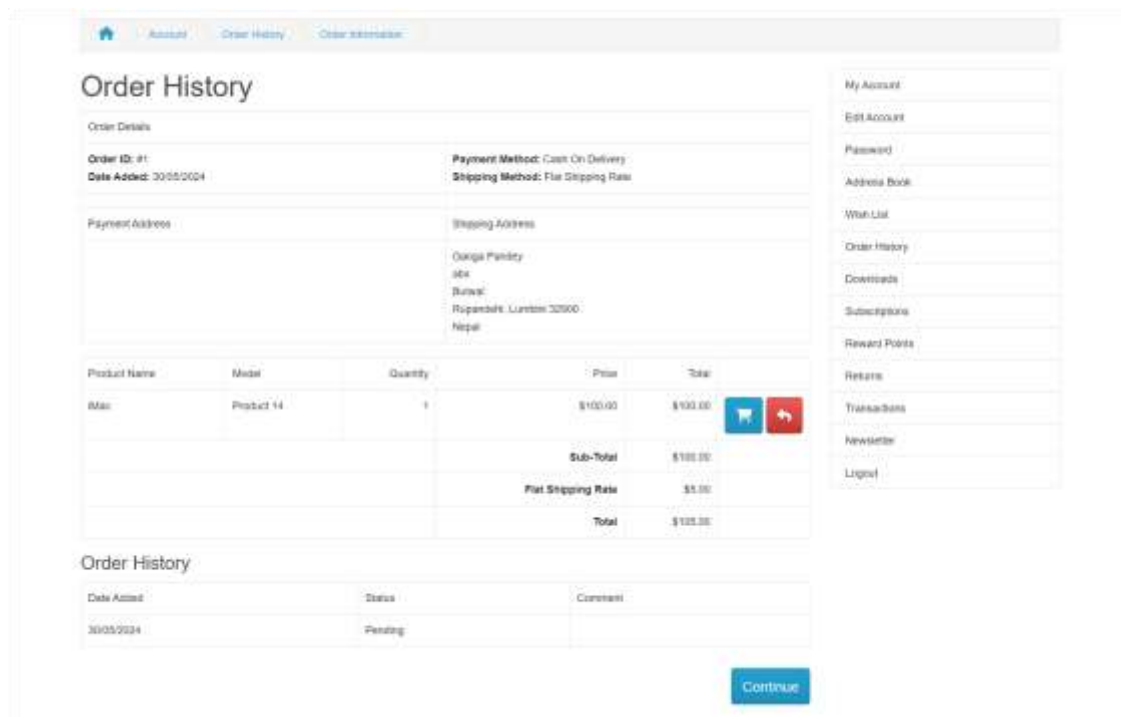 Account Order History Order Information
Order History
Order Details
Order ID: #1
Date Added: 30/05/2024
Payment Method: Cash On Delivery
Shipping Method: Flat Shipping Rate
Payment Address Shipping Address
Ganga Pandey
abx
Butwal
Rupandehi, Lumbini 32900
Nepal
Product Name Model Quantity Price Total
iMac Product 14 1 $100.00 $100.00
Sub-Total $100.00
Flat Shipping Rate $5.00
Total $105.00
Order History
Date Added Status Comment
30/05/2024 Pending
Continue
My Account
Edit Account
Password
Address Book
Wish List
Order History
Downloads
Subscriptions
Reward Points
Returns
Transactions
Newsletter
Logout